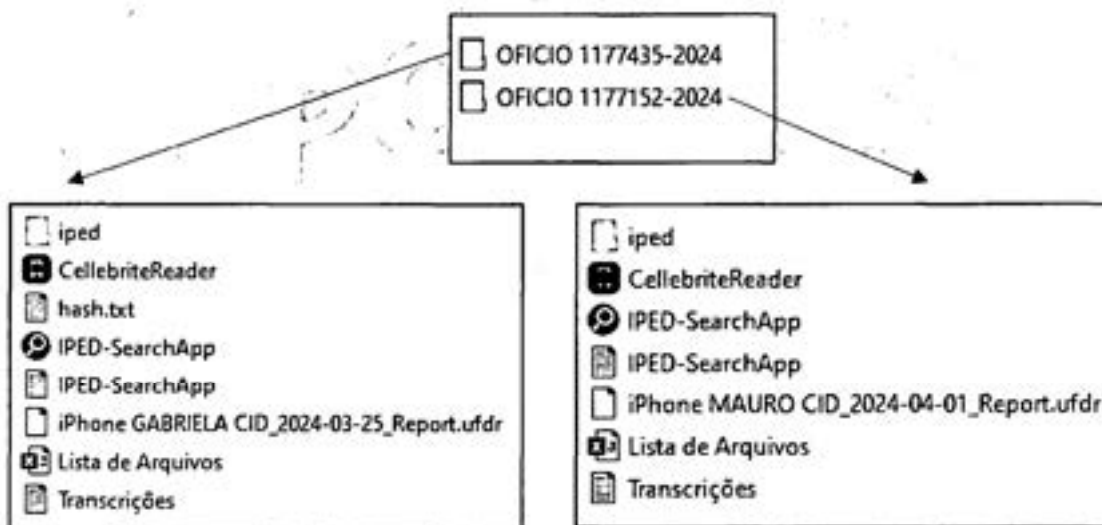 OFICIO 1177435-2024
OFICIO 1177152-2024
iped
CellebriteReader
hash.txt
IPED-SearchApp
IPED-SearchApp
iPhone GABRIELA CID_2024-03-25_Report.ufdr
Lista de Arquivos
Transcrições
iped
CellebriteReader
IPED-SearchApp
IPED-SearchApp
iPhone MAURO CID_2024-04-01_Report.ufdr
Lista de Arquivos
Transcrições